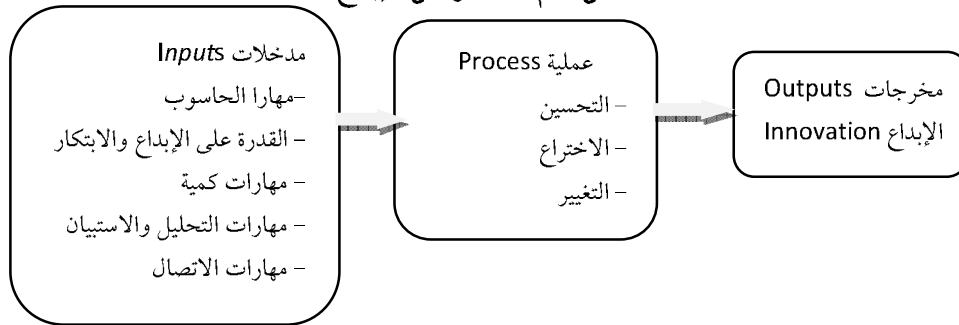 مدخلات Inputs
-مهارا الحاسوب
- القدرة على الإبداع والابتكار
- مهارات كمية
- مهارات التحليل والاستبيان
- مهارات الاتصال
عملية Process
- التحسين
- الاختراع
- التغيير
مخرجات Outputs
الإبداع Innovation